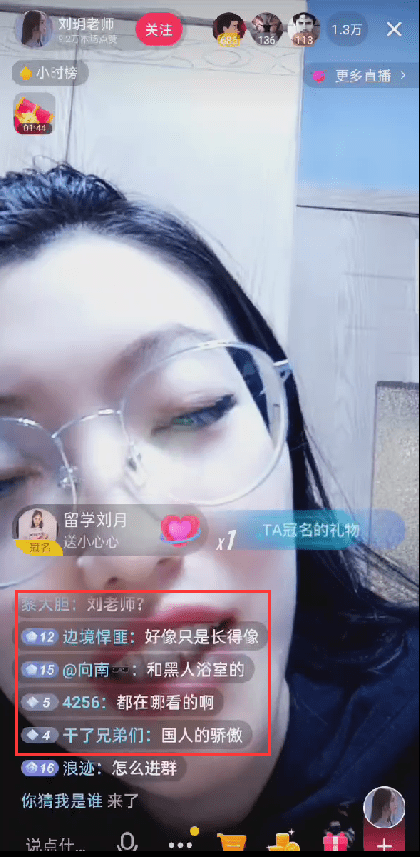 刘玥老师
关注
686
136
113
1.3万
小时榜
更多直播
01:44
留学刘月
送小心心
冠名
x1
TA冠名的礼物
黎大胆：刘老师？
12 边境悍匪：好像只是长得像
15 @向南：和黑人浴室的
5 4256：都在哪看的啊
4 干了兄弟们：国人的骄傲
16 浪迹：怎么进群
你猜我是谁 来了
说点什...